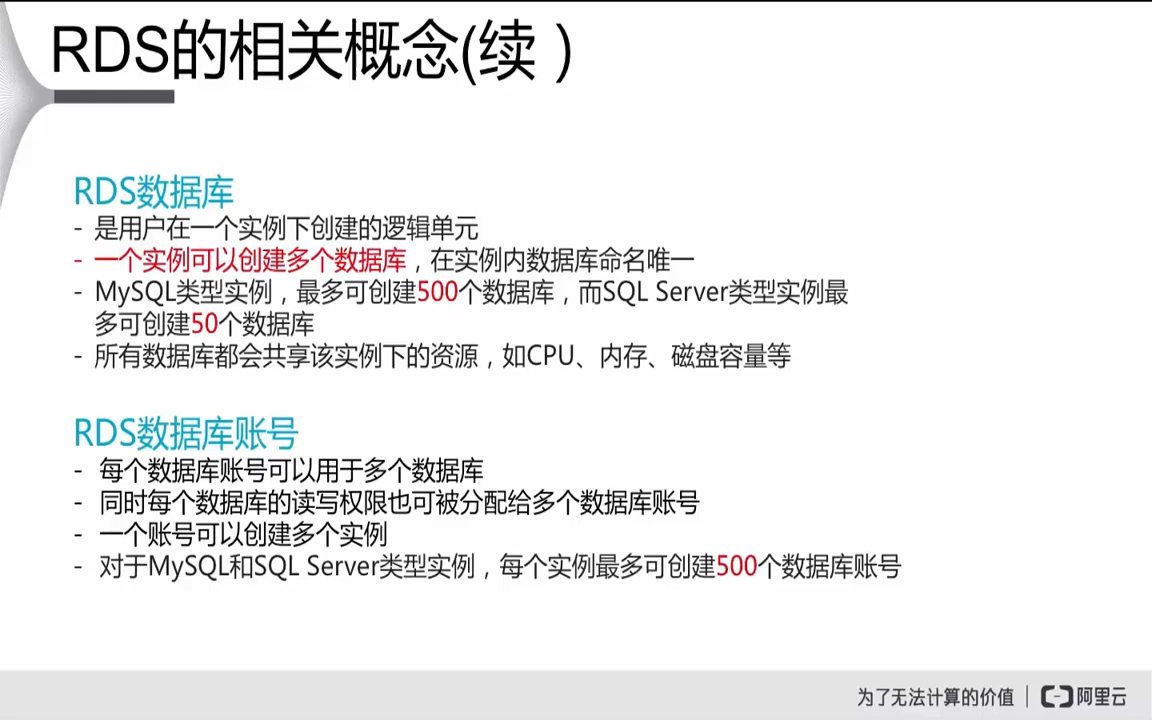 RDS的相关概念(续 )
RDS数据库
- 是用户在一个实例下创建的逻辑单元
- 一个实例可以创建多个数据库，在实例内数据库命名唯一
- MySQL类型实例，最多可创建500个数据库，而SQL Server类型实例最
多可创建50个数据库
- 所有数据库都会共享该实例下的资源，如CPU、内存、磁盘容量等
RDS数据库账号
- 每个数据库账号可以用于多个数据库
- 同时每个数据库的读写权限也可被分配给多个数据库账号
- 一个账号可以创建多个实例
- 对于MySQL和SQL Server类型实例，每个实例最多可创建500个数据库账号
为了无法计算的价值 | 阿里云